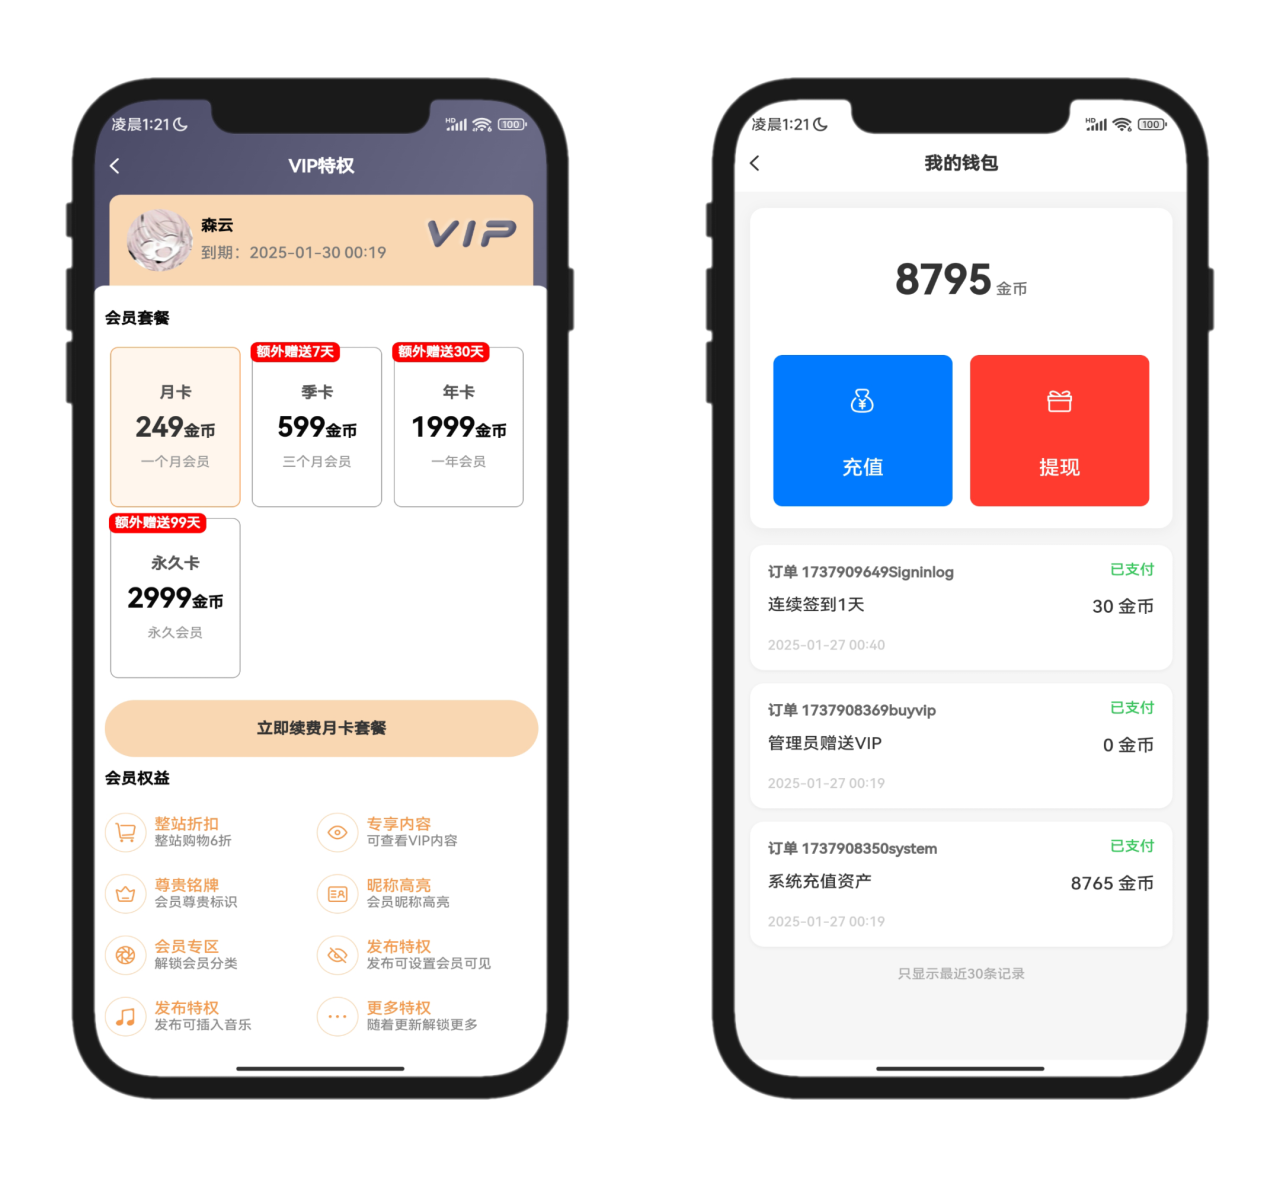 凌晨1:21
HD
100
VIP特权
森云
到期：2025-01-30 00:19
VIP
会员套餐
月卡
249金币
一个月会员
额外赠送7天
季卡
599金币
三个月会员
额外赠送30天
年卡
1999金币
一年会员
额外赠送99天
永久卡
2999金币
永久会员
立即续费月卡套餐
会员权益
整站折扣
整站购物6折
专享内容
可查看VIP内容
尊贵铭牌
会员尊贵标识
昵称高亮
会员昵称高亮
会员专区
解锁会员分类
发布特权
发布可设置会员可见
发布特权
发布可插入音乐
更多特权
随着更新解锁更多
凌晨1:21
HD
100
我的钱包
8795金币
充值
提现
订单 1737909649Signinlog
已支付
连续签到1天
30 金币
2025-01-27 00:40
订单 1737908369buyvip
已支付
管理员赠送VIP
0 金币
2025-01-27 00:19
订单 1737908350system
已支付
系统充值资产
8765 金币
2025-01-27 00:19
只显示最近30条记录